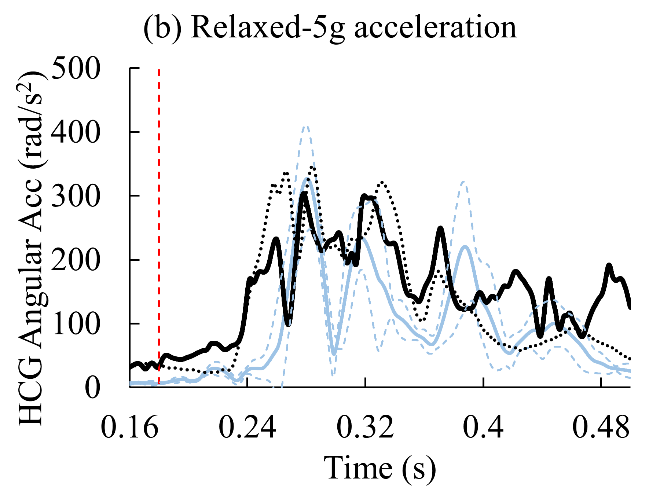 (b) Relaxed-5g acceleration
HCG Angular Acc (rad/s²)
500
400
300
200
100
0
0.16 0.24 0.32 0.4 0.48
Time (s)